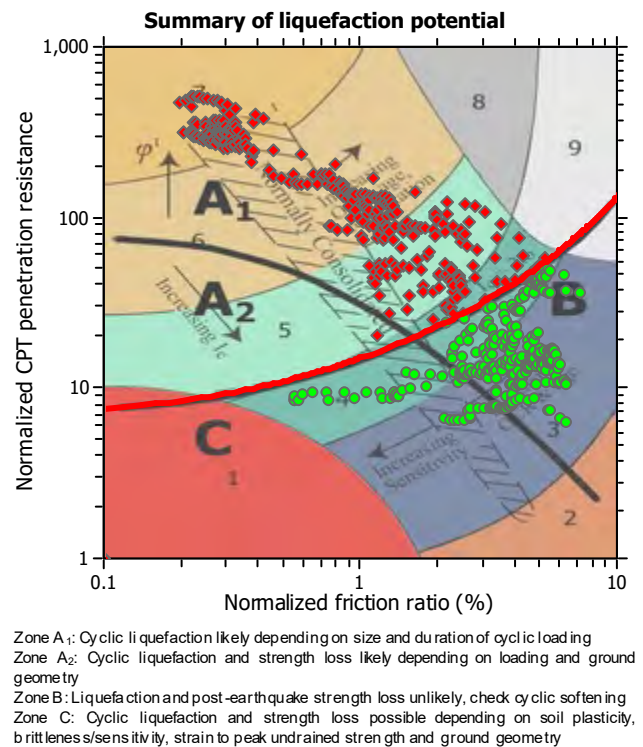 Summary of liquefaction potential
1,000
100
10
1
Normalized CPT penetration resistance
0.1
1
10
Normalized friction ratio (%)
7
8
9
φ'
Increasing
A1
Normally Consolidated
6
A2
Increasing Ic
5
B
4
C
Increasing
Sensitivity
3
1
2
Zone A1: Cyclic liquefaction likely depending on size and duration of cyclic loading
Zone A2: Cyclic liquefaction and strength loss likely depending on loading and ground
geometry
Zone B: Liquefaction and post-earthquake strength loss unlikely, check cyclic softening
Zone C: Cyclic liquefaction and strength loss possible depending on soil plasticity,
brittleness/sensitivity, strain to peak undrained strength and ground geometry